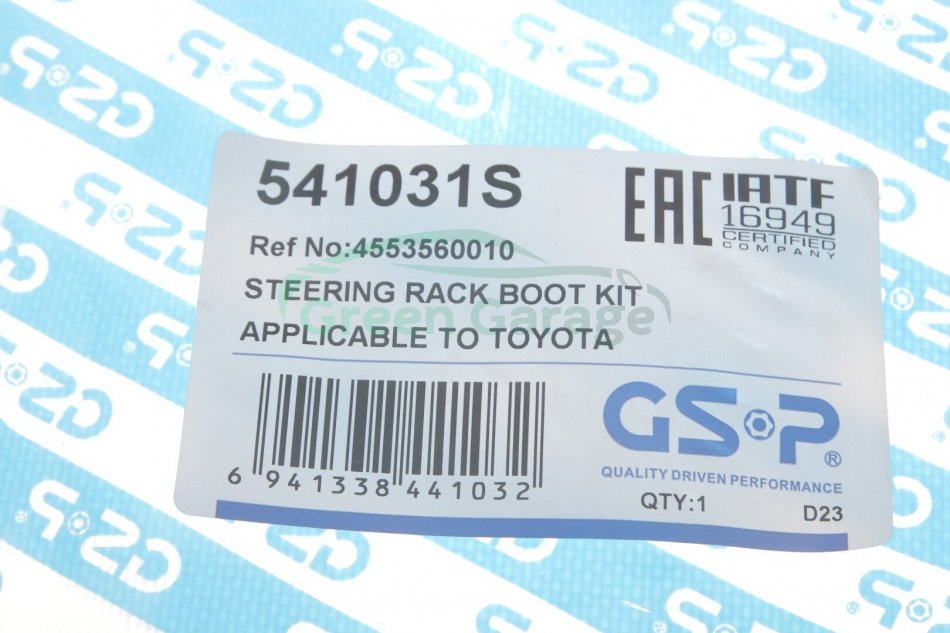 541031S
EAC IATF
16949
CERTIFIED
COMPANY
Ref No:4553560010
STEERING RACK BOOT KIT
Green Garage
APPLICABLE TO TOYOTA
GS·P®
QUALITY DRIVEN PERFORMANCE
6 941338 441032
QTY:1 D23